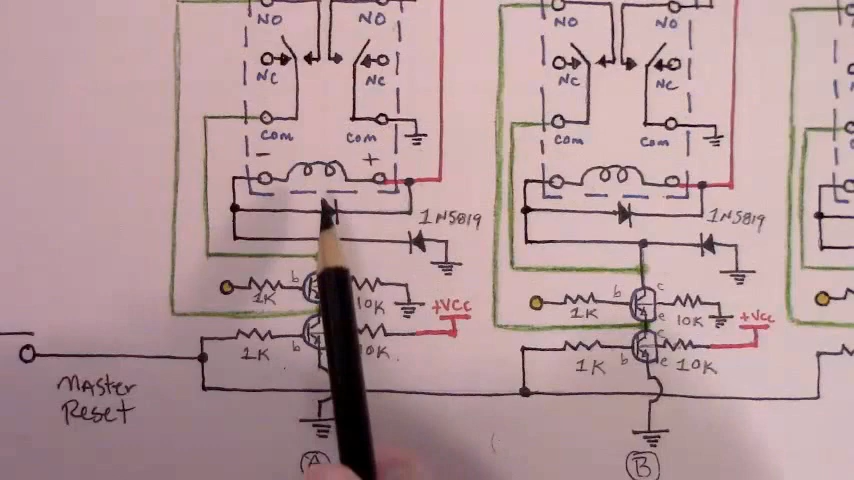 NO NO NO NO
NC NC NC NC
COM COM COM COM
- +
1N5819 1N5819
b c
1K 10K +VCC 1K e 10K +VCC
1K b 10K 1K b c e 10K
MASTER
Reset
A B